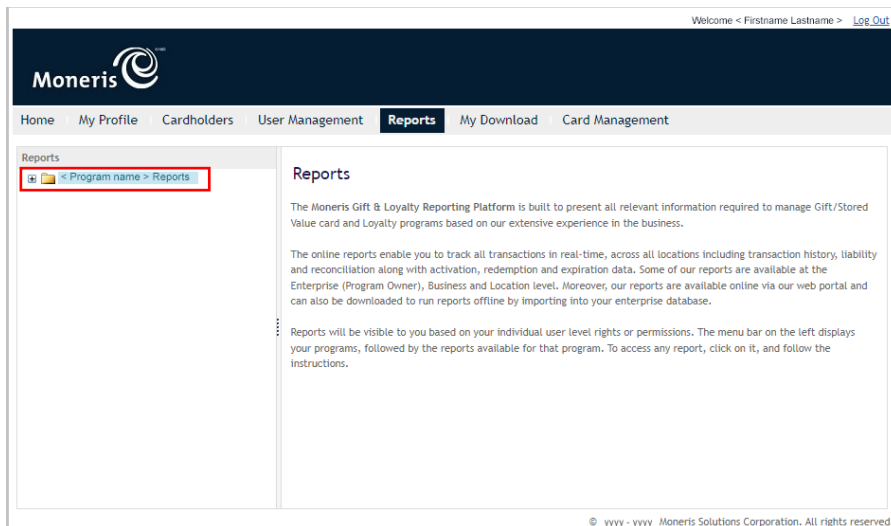 Welcome < Firstname Lastname > Log Out
Moneris
Home My Profile Cardholders User Management Reports My Download Card Management
Reports
< Program name > Reports
Reports
The Moneris Gift & Loyalty Reporting Platform is built to present all relevant information required to manage Gift/Stored
Value card and Loyalty programs based on our extensive experience in the business.
The online reports enable you to track all transactions in real-time, across all locations including transaction history, liability
and reconciliation along with activation, redemption and expiration data. Some of our reports are available at the
Enterprise (Program Owner), Business and Location level. Moreover, our reports are available online via our web portal and
can also be downloaded to run reports offline by importing into your enterprise database.
Reports will be visible to you based on your individual user level rights or permissions. The menu bar on the left displays
your programs, followed by the reports available for that program. To access any report, click on it, and follow the
instructions.
© yyyy - yyyy Moneris Solutions Corporation. All rights reserved